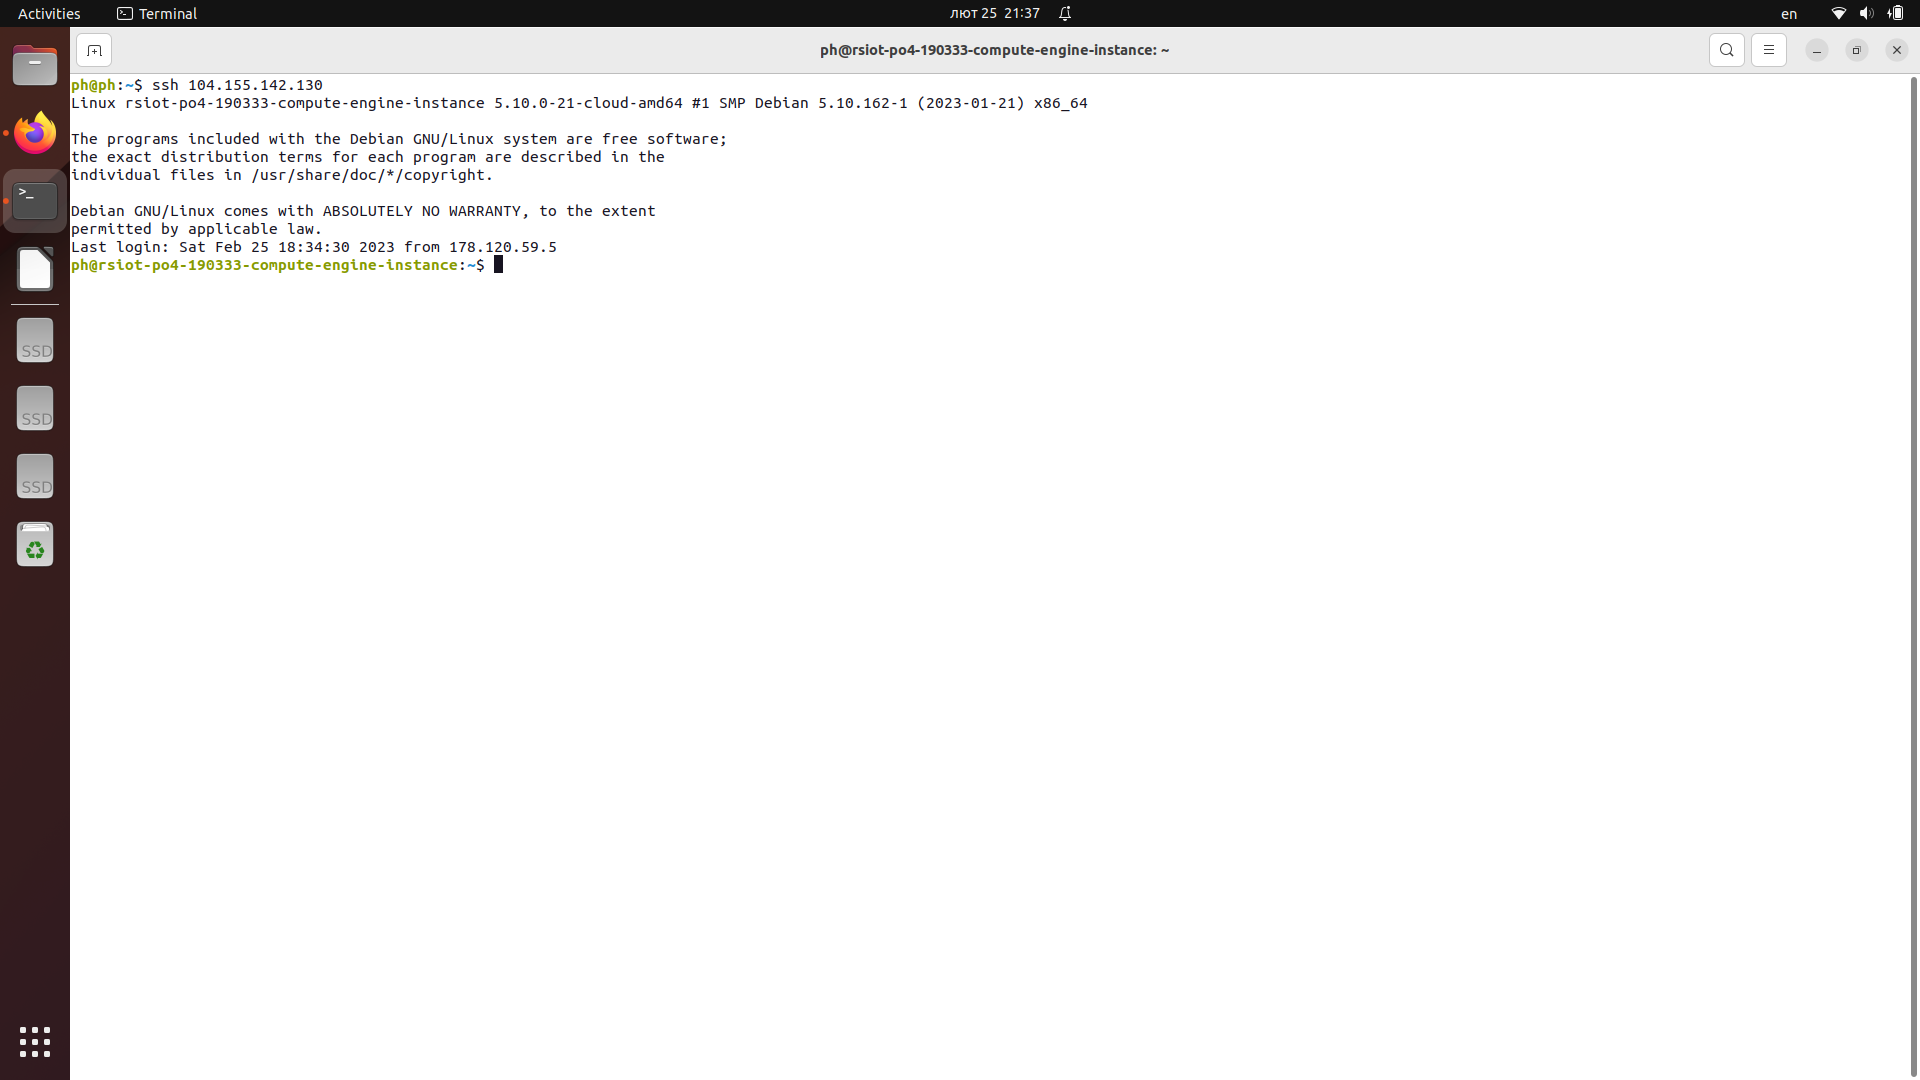 Activities Terminal лют 25 21:37 en
ph@rsiot-po4-190333-compute-engine-instance: ~
ph@ph:~$ ssh 104.155.142.130
Linux rsiot-po4-190333-compute-engine-instance 5.10.0-21-cloud-amd64 #1 SMP Debian 5.10.162-1 (2023-01-21) x86_64
The programs included with the Debian GNU/Linux system are free software;
the exact distribution terms for each program are described in the
individual files in /usr/share/doc/*/copyright.
Debian GNU/Linux comes with ABSOLUTELY NO WARRANTY, to the extent
permitted by applicable law.
Last login: Sat Feb 25 18:34:30 2023 from 178.120.59.5
ph@rsiot-po4-190333-compute-engine-instance:~$
SSD
SSD
SSD